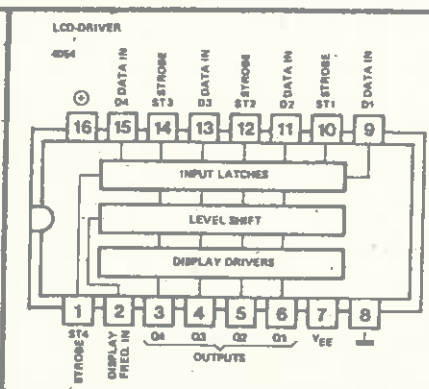 LCD-DRIVER
4054
DATA IN D4
STROBE ST3
DATA IN D3
STROBE ST2
DATA IN D2
STROBE ST1
DATA IN D1
+
16 15 14 13 12 11 10 9
INPUT LATCHES
LEVEL SHIFT
DISPLAY DRIVERS
1 2 3 4 5 6 7 8
ST4 STROBE
DISPLAY FREQ. IN
Q4 Q3 Q2 Q1
VEE
OUTPUTS